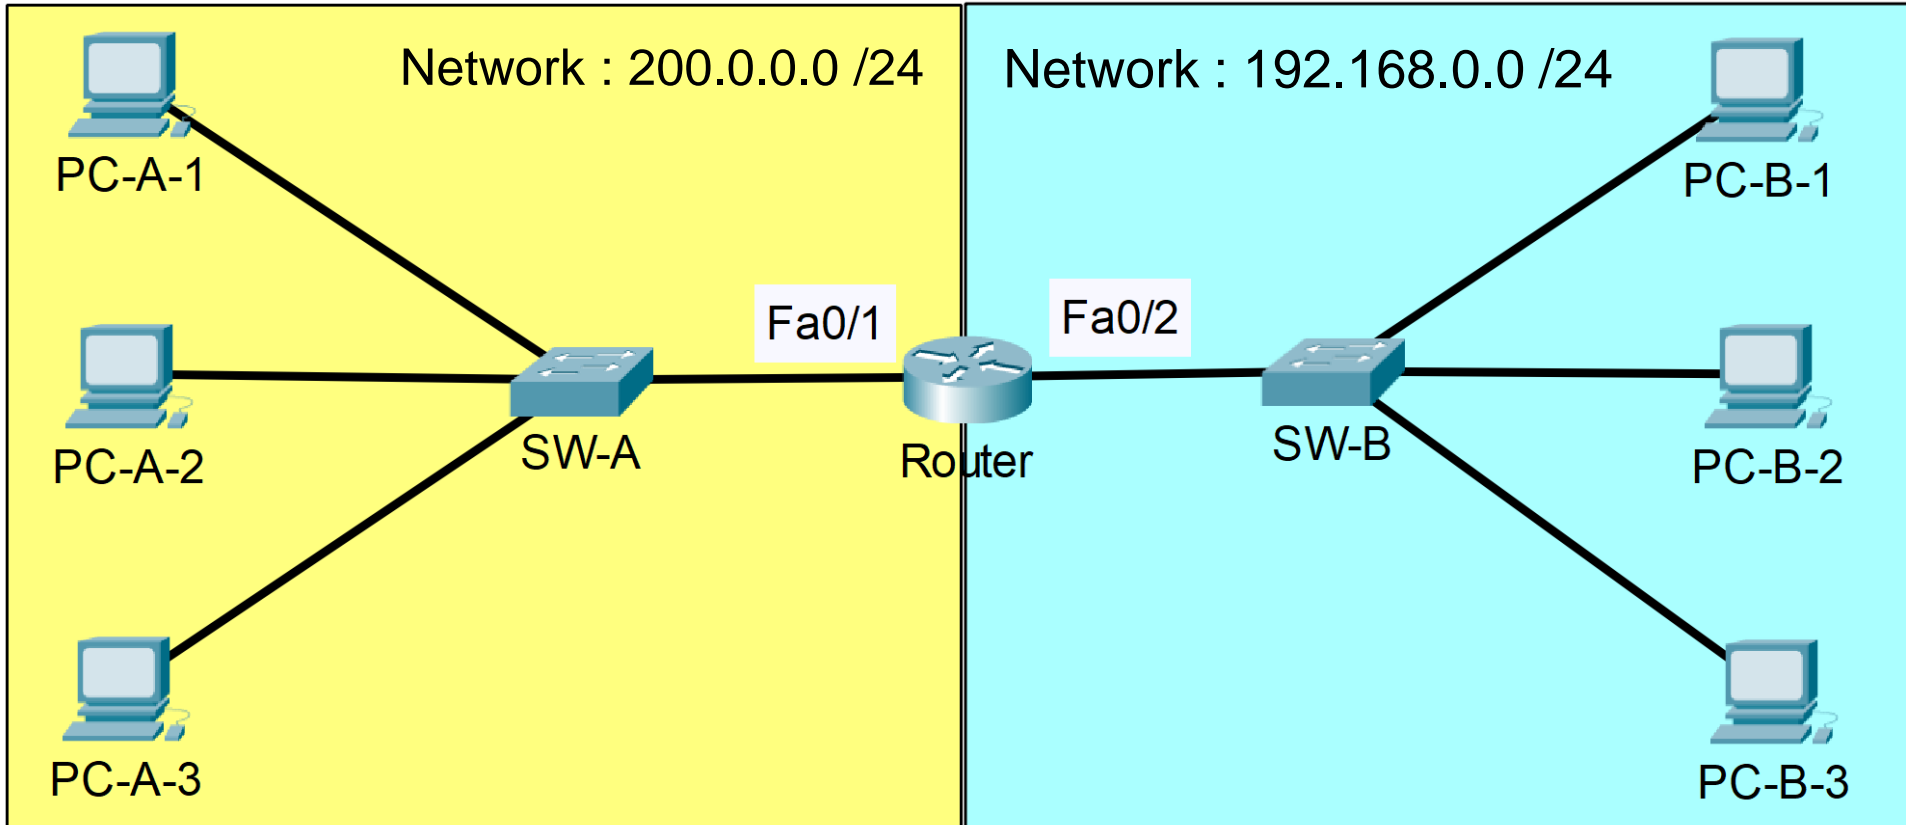 Network : 200.0.0.0 /24
Network : 192.168.0.0 /24
PC-A-1
PC-B-1
Fa0/1
Fa0/2
PC-A-2
SW-A
Router
SW-B
PC-B-2
PC-A-3
PC-B-3